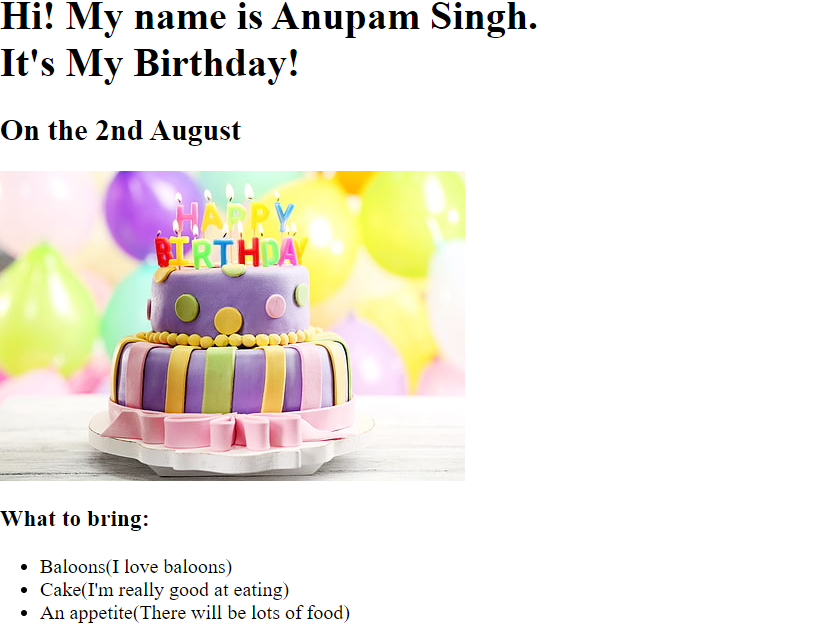 Hi! My name is Anupam Singh.
It's My Birthday!
On the 2nd August
HAPPY
BIRTHDAY
What to bring:
Baloons(I love baloons)
Cake(I'm really good at eating)
An appetite(There will be lots of food)